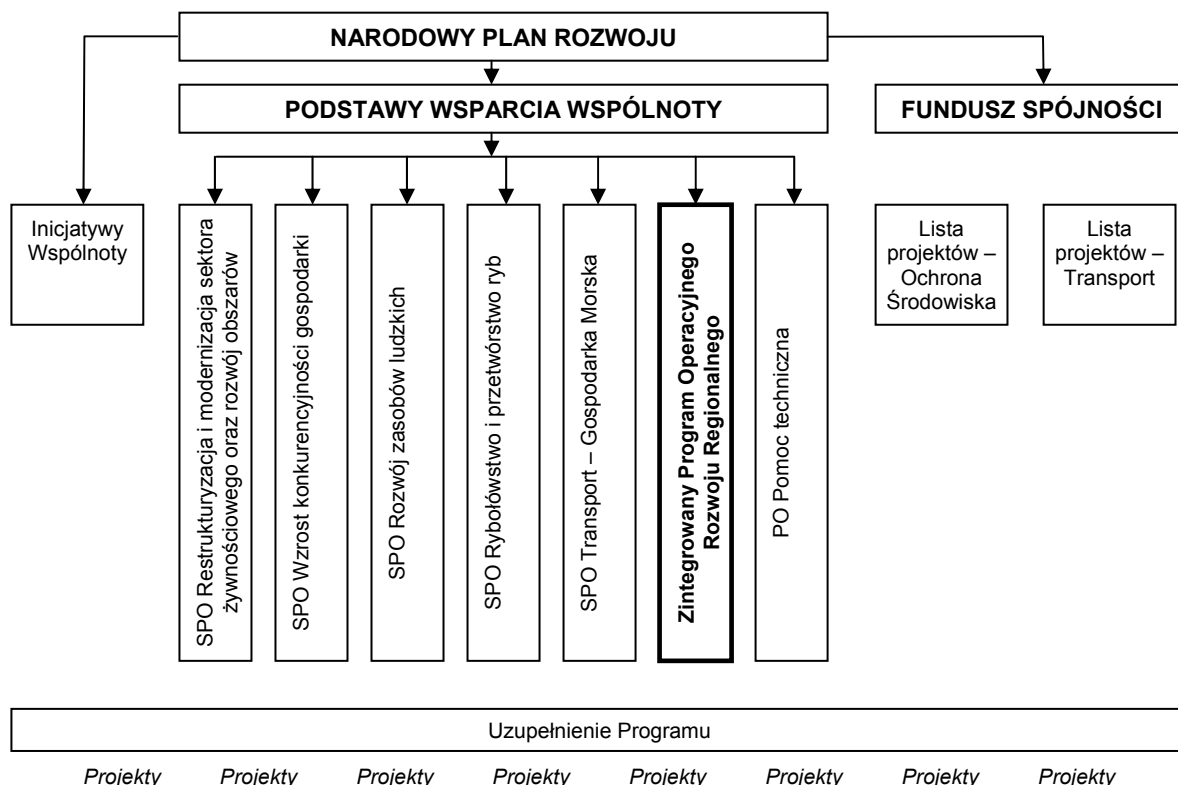 NARODOWY PLAN ROZWOJU
PODSTAWY WSPARCIA WSPÓLNOTY
FUNDUSZ SPÓJNOŚCI
Inicjatywy
Wspólnoty
SPO Restrukturyzacja i modernizacja sektora
żywnościowego oraz rozwój obszarów
SPO Wzrost konkurencyjności gospodarki
SPO Rozwój zasobów ludzkich
SPO Rybołówstwo i przetwórstwo ryb
SPO Transport – Gospodarka Morska
Zintegrowany Program Operacyjnego
Rozwoju Regionalnego
PO Pomoc techniczna
Lista
projektów –
Ochrona
Środowiska
Lista
projektów –
Transport
Uzupełnienie Programu
Projekty Projekty Projekty Projekty Projekty Projekty Projekty Projekty